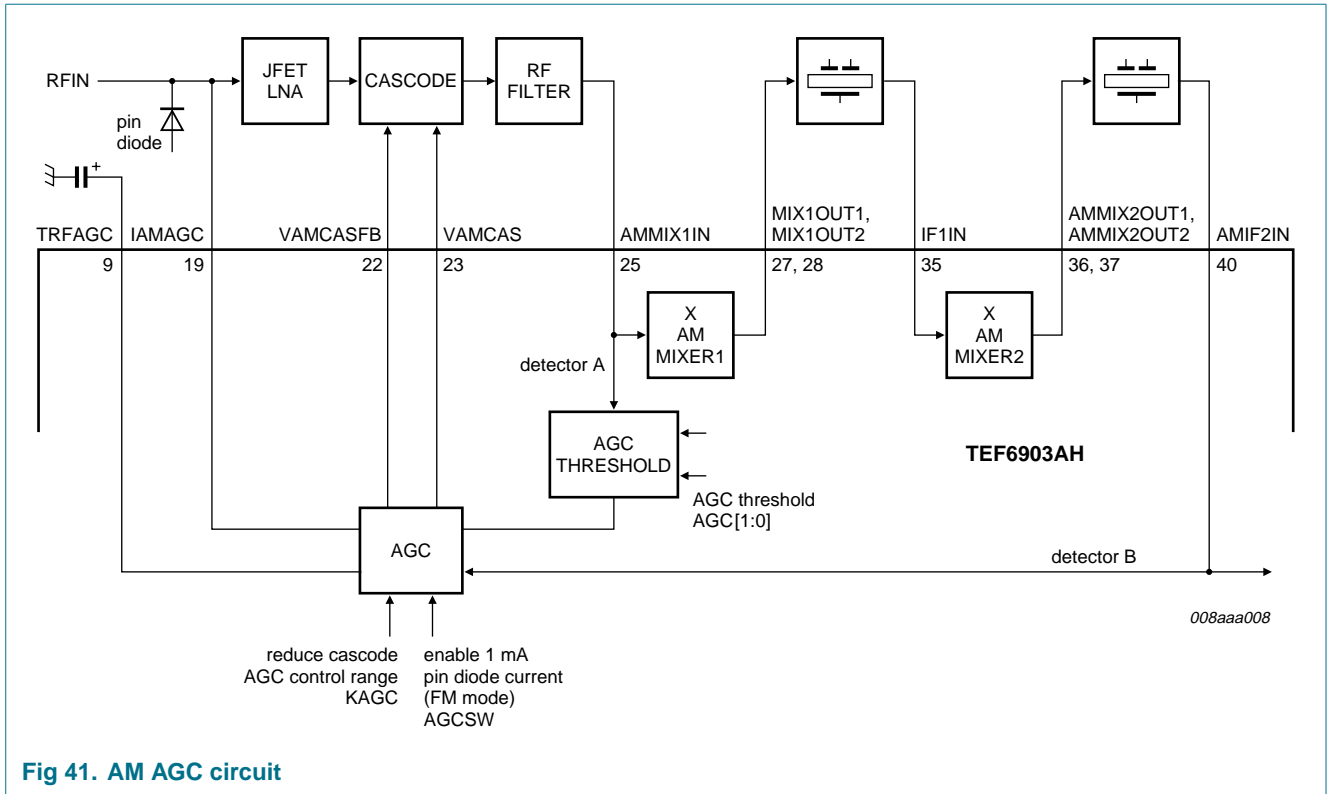 RFIN
pin
diode
+
JFET
LNA
CASCODE
RF
FILTER
TRFAGC
IAMAGC
VAMCASFB
VAMCAS
AMMIX1IN
MIX1OUT1,
MIX1OUT2
IF1IN
AMMIX2OUT1,
AMMIX2OUT2
AMIF2IN
9
19
22
23
25
27, 28
35
36, 37
40
X
AM
MIXER1
X
AM
MIXER2
detector A
AGC
THRESHOLD
TEF6903AH
AGC threshold
AGC[1:0]
AGC
detector B
008aaa008
reduce cascode
AGC control range
KAGC
enable 1 mA
pin diode current
(FM mode)
AGCSW
Fig 41. AM AGC circuit